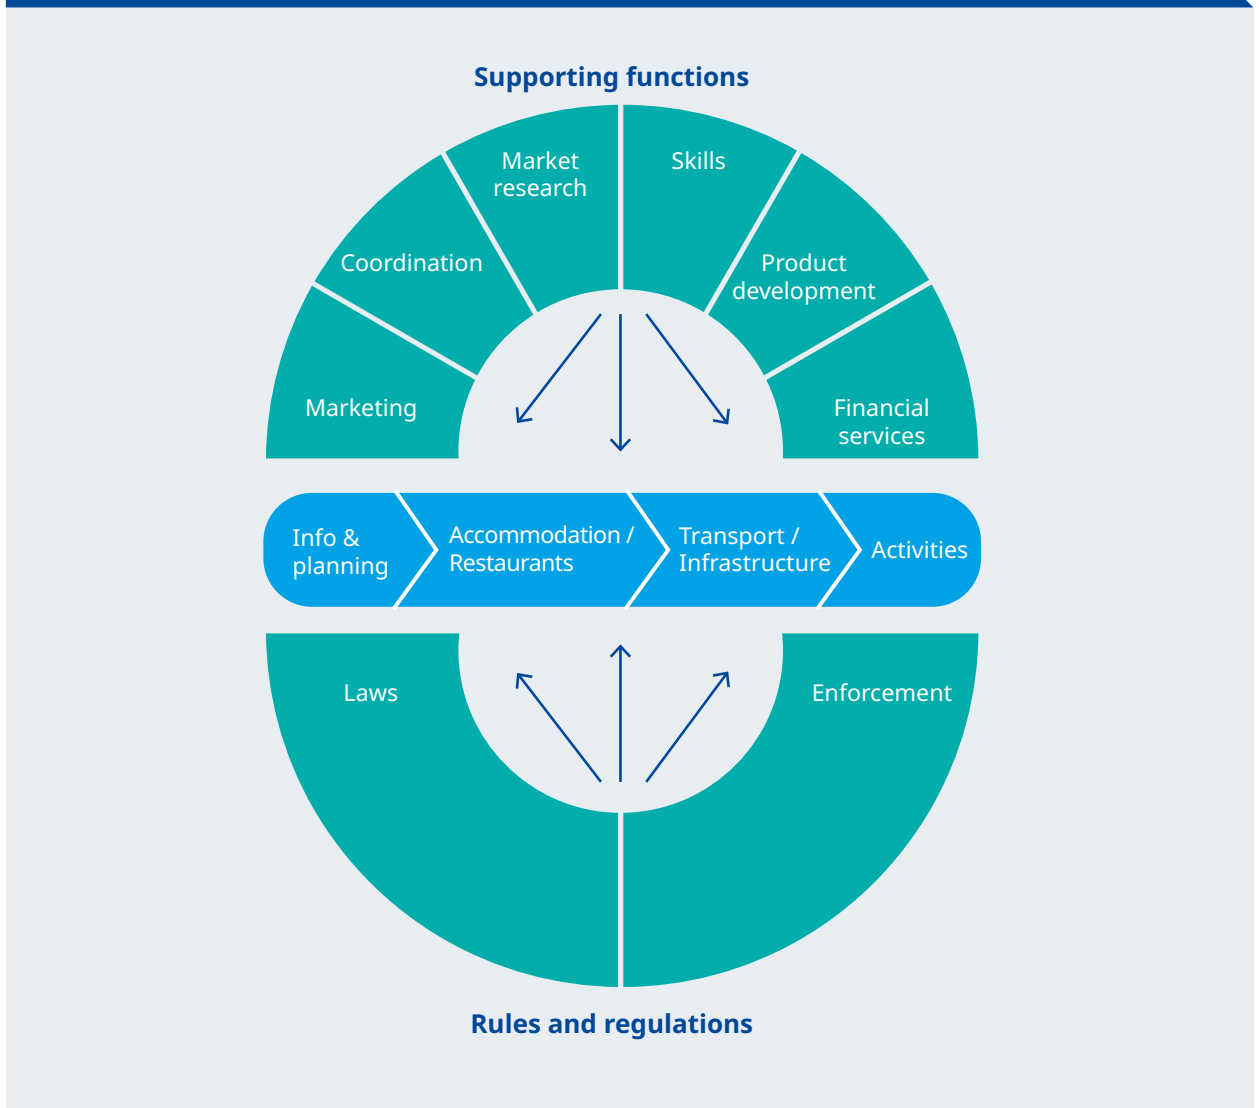 Supporting functions
Market
research
Skills
Coordination
Product
development
Marketing
Financial
services
Info &
planning
Accommodation /
Restaurants
Transport /
Infrastructure
Activities
Laws
Enforcement
Rules and regulations